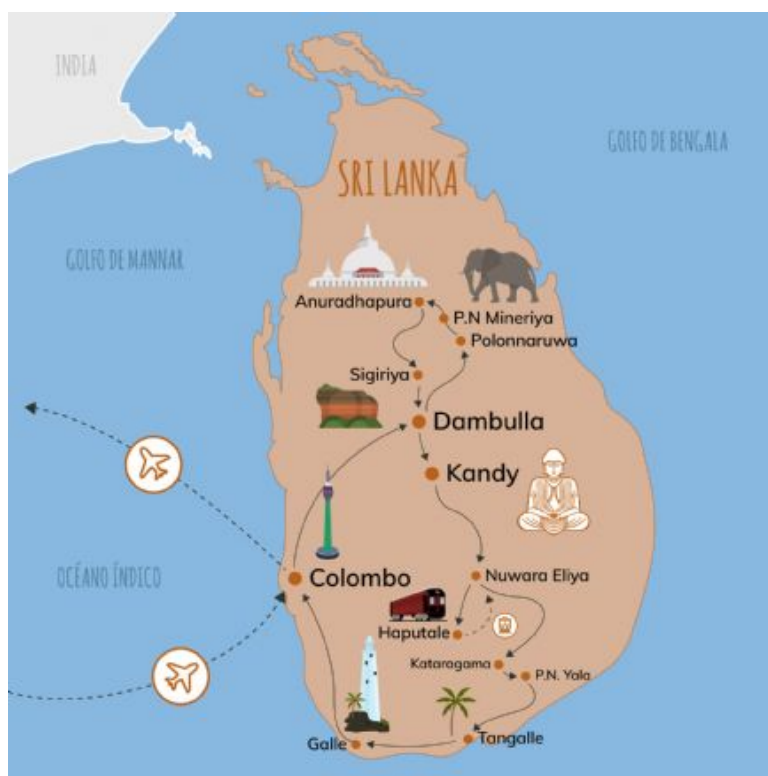 INDIA
GOLFO DE BENGALA
SRI LANKA
GOLFO DE MANNAR
Anuradhapura
P.N Mineriya
Polonnaruwa
Sigiriya
Dambulla
Kandy
OCÉANO ÍNDICO
Colombo
Nuwara Eliya
Haputale
Kataragama
P.N. Yala
Galle
Tangalle